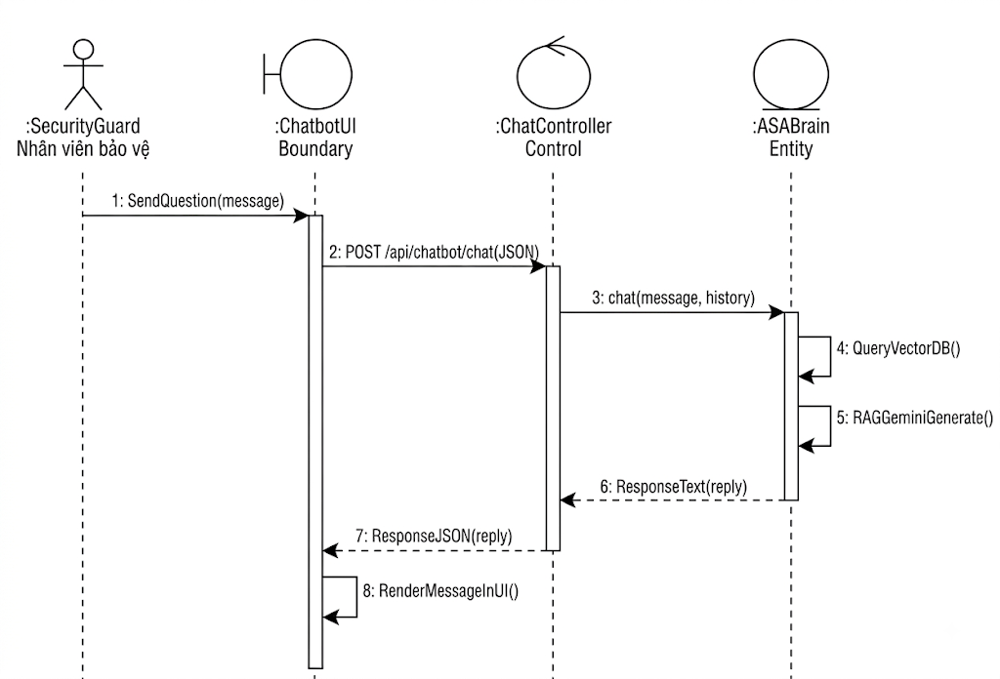 :SecurityGuard
Nhân viên bảo vệ
:ChatbotUI
Boundary
:ChatController
Control
:ASABrain
Entity
1: SendQuestion(message)
2: POST /api/chatbot/chat(JSON)
3: chat(message, history)
4: QueryVectorDB()
5: RAGGeminiGenerate()
6: ResponseText(reply)
7: ResponseJSON(reply)
8: RenderMessageInUI()